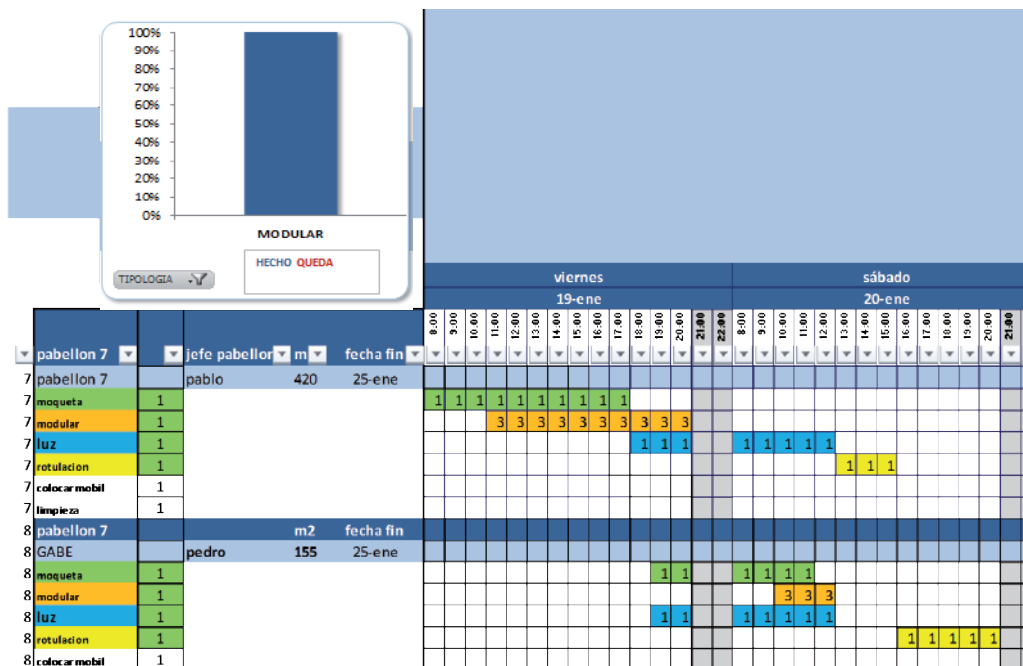 100%
90%
80%
70%
60%
50%
40%
30%
20%
10%
0%
MODULAR
HECHO QUEDA
TIPOLOGIA
viernes sábado
19-ene 20-ene
8:00 9:00 10:00 11:00 12:00 13:00 14:00 15:00 16:00 17:00 18:00 19:00 20:00 21:00 22:00 8:00 9:00 10:00 11:00 12:00 13:00 14:00 15:00 16:00 17:00 18:00 19:00 20:00 21:00
pabellon 7 jefe pabellor m fecha fin
7 pabellon 7 pablo 420 25-ene
7 moqueta 1 1 1 1 1 1 1 1 1 1 1
7 modular 1 3 3 3 3 3 3 3 3 3 3
7 luz 1 1 1 1 1 1 1 1 1
7 rotulacion 1 1 1 1
7 colocar mobil 1
7 limpieza 1
8 pabellon 7 m2 fecha fin
8 GABE pedro 155 25-ene
8 moqueta 1 1 1 1 1 1 1
8 modular 1 3 3 3
8 luz 1 1 1 1 1 1 1 1
8 rotulacion 1 1 1 1 1 1
8 colocar mobil 1